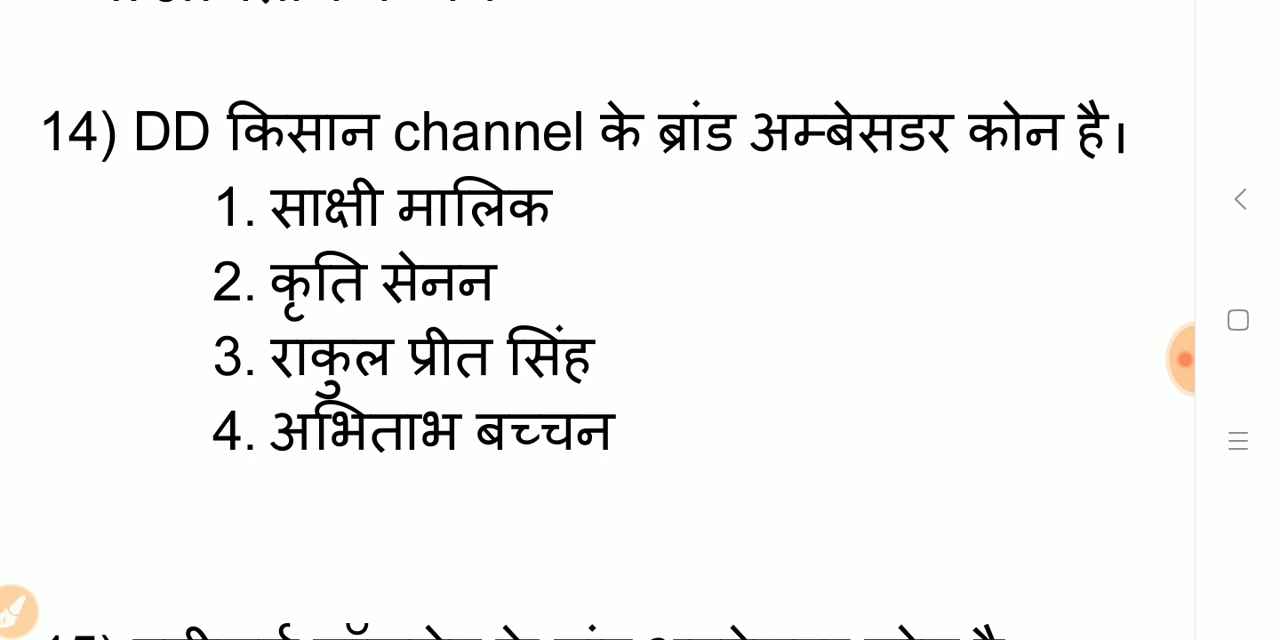 14) DD किसान channel के ब्रांड अम्बेसडर कोन है।
1. साक्षी मालिक
2. कृति सेनन
3. राकुल प्रीत सिंह
4. अभिताभ बच्चन